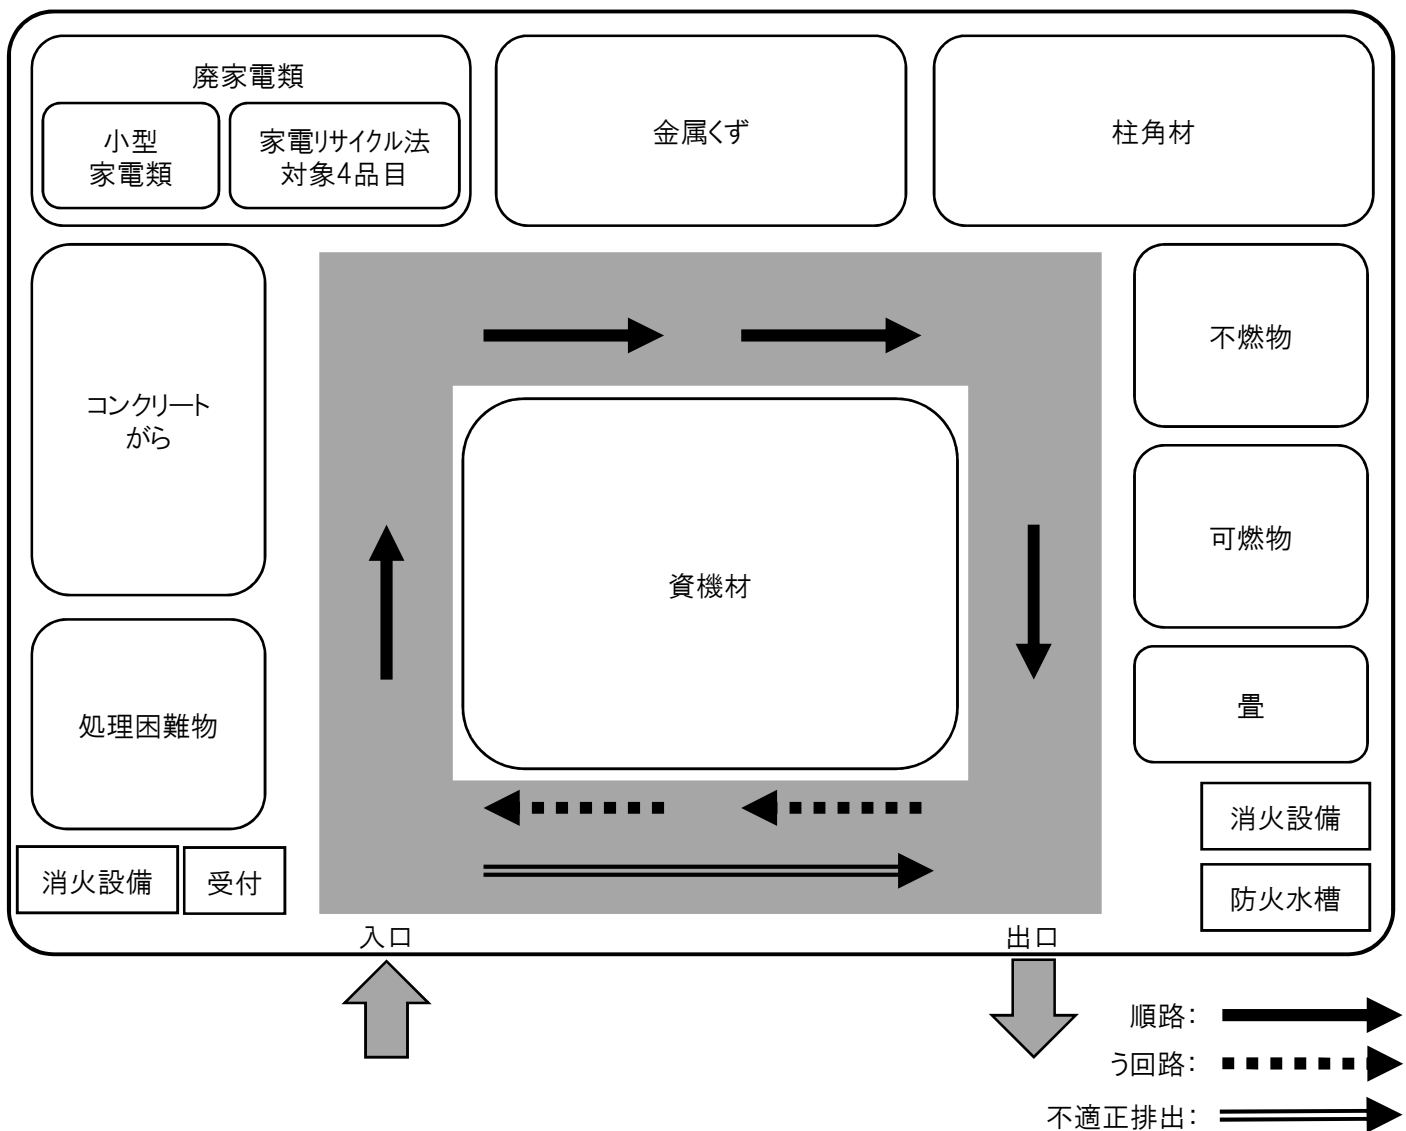 廃家電類
小型
家電類
家電リサイクル法
対象4品目
金属くず
柱角材
コンクリート
がら
処理困難物
消火設備
受付
資機材
不燃物
可燃物
畳
消火設備
防火水槽
入口
出口
順路:
う回路:
不適正排出: